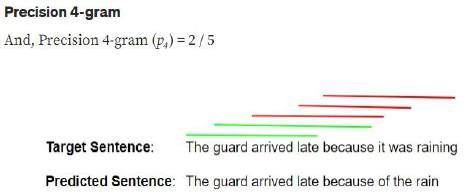 Precision 4-gram
And, Precision 4-gram (p₄) = 2 / 5
Target Sentence: The guard arrived late because it was raining
Predicted Sentence: The guard arrived late because of the rain